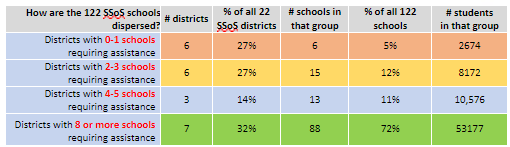 How are the 122 SSoS schools dispersed? # districts % of all 22 SSoS districts # schools in that group % of all 122 schools # students in that group
Districts with 0-1 schools requiring assistance 6 27% 6 5% 2674
Districts with 2-3 schools requiring assistance 6 27% 15 12% 8172
Districts with 4-5 schools requiring assistance 3 14% 13 11% 10,576
Districts with 8 or more schools requiring assistance 7 32% 88 72% 53177